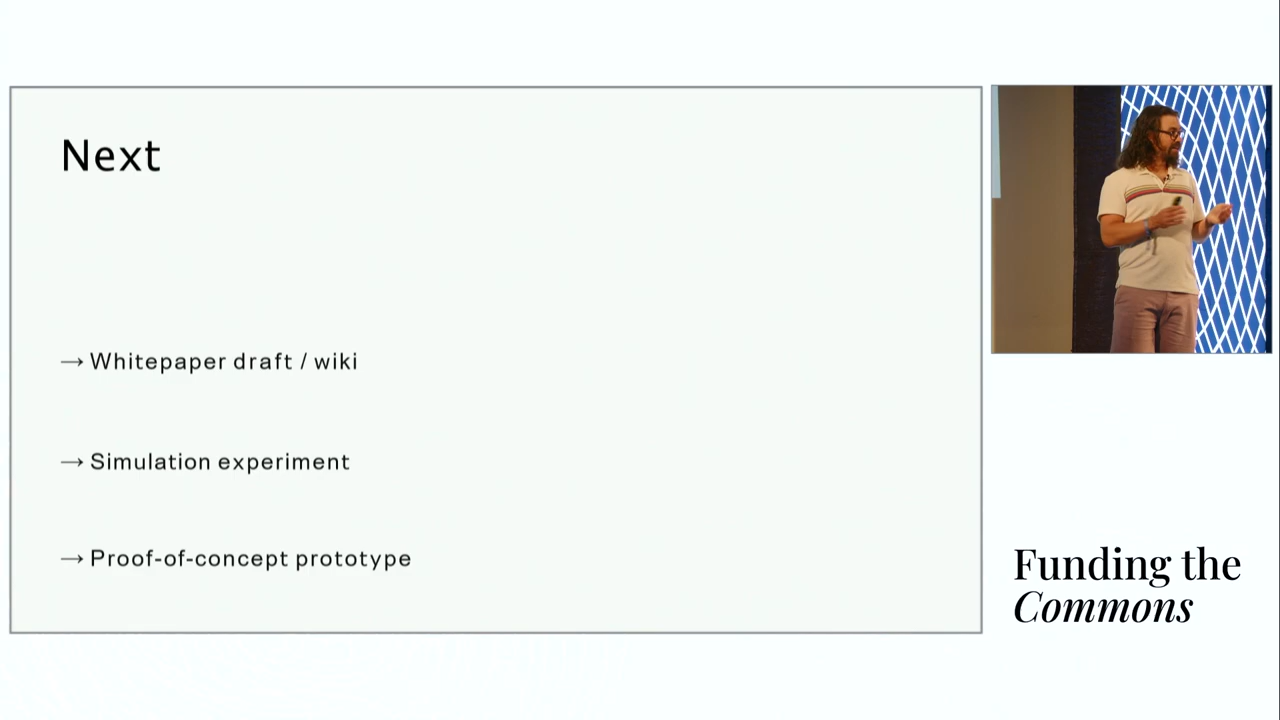 Next
→ Whitepaper draft / wiki
→ Simulation experiment
→ Proof-of-concept prototype
Funding the
Commons